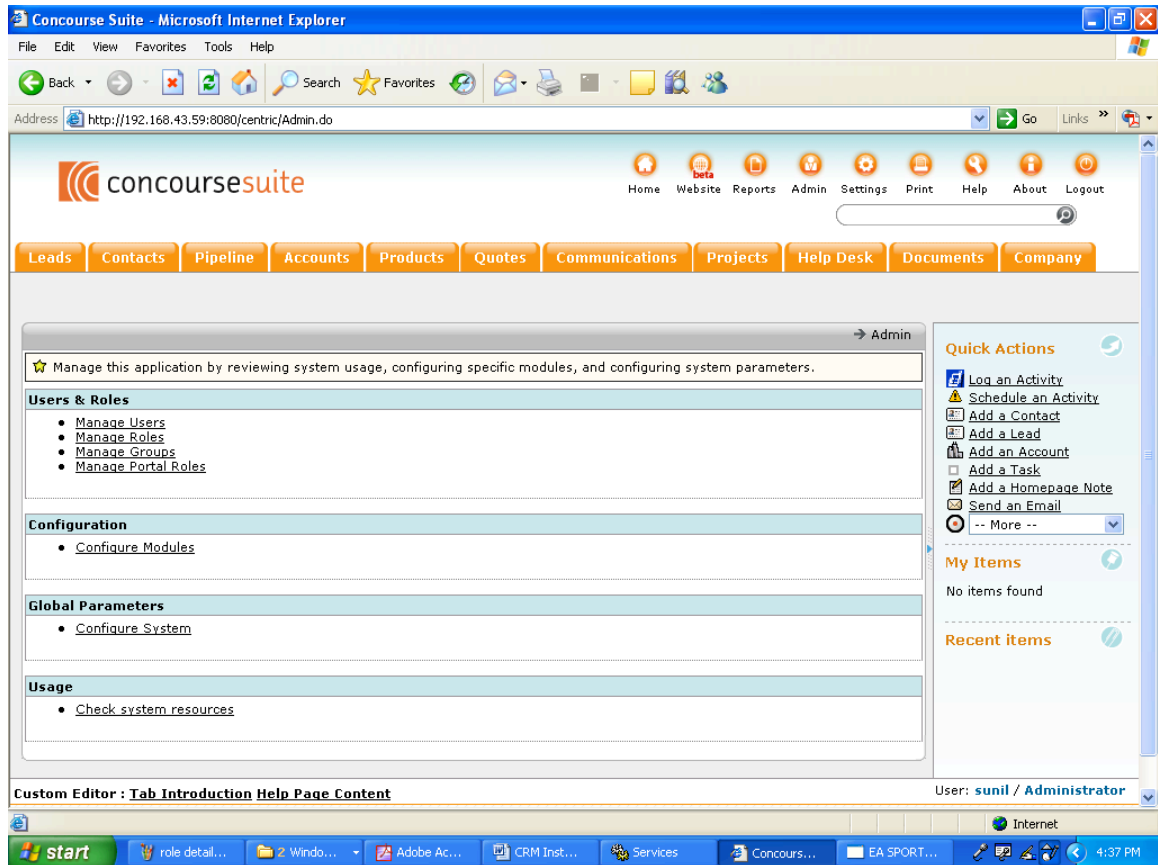 Concourse Suite - Microsoft Internet Explorer
File Edit View Favorites Tools Help
Back Search Favorites
Address http://192.168.43.59:8080/centric/Admin.do Go Links »
concoursesuite
beta
Home Website Reports Admin Settings Print Help About Logout
Leads Contacts Pipeline Accounts Products Quotes Communications Projects Help Desk Documents Company
→ Admin
Manage this application by reviewing system usage, configuring specific modules, and configuring system parameters.
Users & Roles
• Manage Users
• Manage Roles
• Manage Groups
• Manage Portal Roles
Configuration
• Configure Modules
Global Parameters
• Configure System
Usage
• Check system resources
Quick Actions
Log an Activity
Schedule an Activity
Add a Contact
Add a Lead
Add an Account
Add a Task
Add a Homepage Note
Send an Email
-- More --
My Items
No items found
Recent items
Custom Editor : Tab Introduction Help Page Content
User: sunil / Administrator
Internet
start role detail... 2 Windo... Adobe Ac... CRM Inst... Services Concours... EA SPORT... 4:37 PM